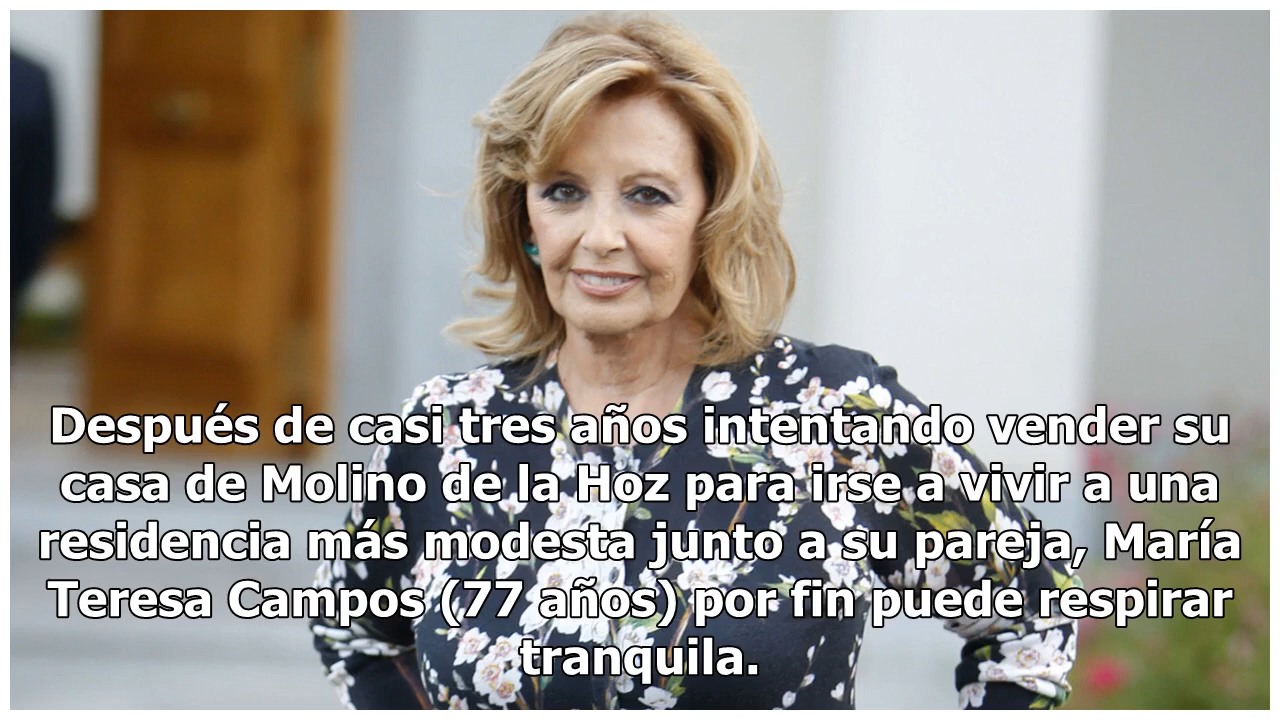 Después de casi tres años intentando vender su
casa de Molino de la Hoz para irse a vivir a una
residencia más modesta junto a su pareja, María
Teresa Campos (77 años) por fin puede respirar
tranquila.